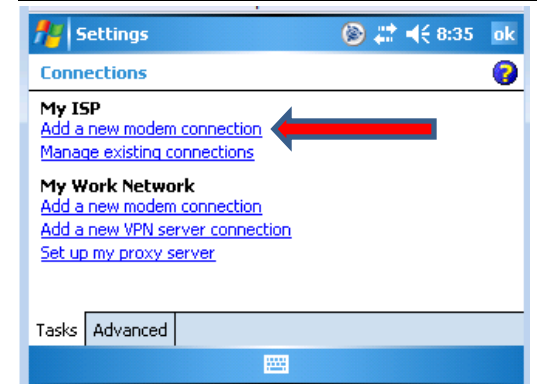 Settings 8:35 ok
Connections
My ISP
Add a new modem connection
Manage existing connections
My Work Network
Add a new modem connection
Add a new VPN server connection
Set up my proxy server
Tasks Advanced